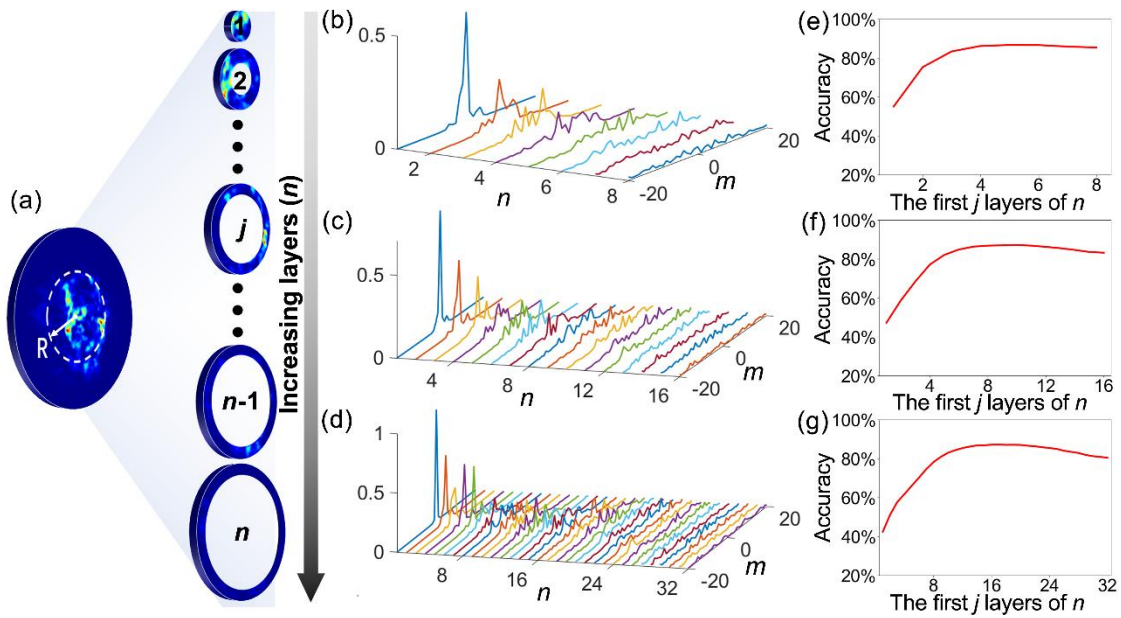 (a)
R
1
2
j
n-1
n
Increasing layers (n)
(b)
0.5
0
2
4
6
8
n
-20
0
20
m
(c)
0.5
0
4
8
12
16
n
-20
0
20
m
(d)
1
0.5
0
8
16
24
32
n
-20
0
20
m
(e)
100%
80%
60%
40%
20%
Accuracy
2
4
6
8
The first j layers of n
(f)
100%
80%
60%
40%
20%
Accuracy
4
8
12
16
The first j layers of n
(g)
100%
80%
60%
40%
20%
Accuracy
8
16
24
32
The first j layers of n